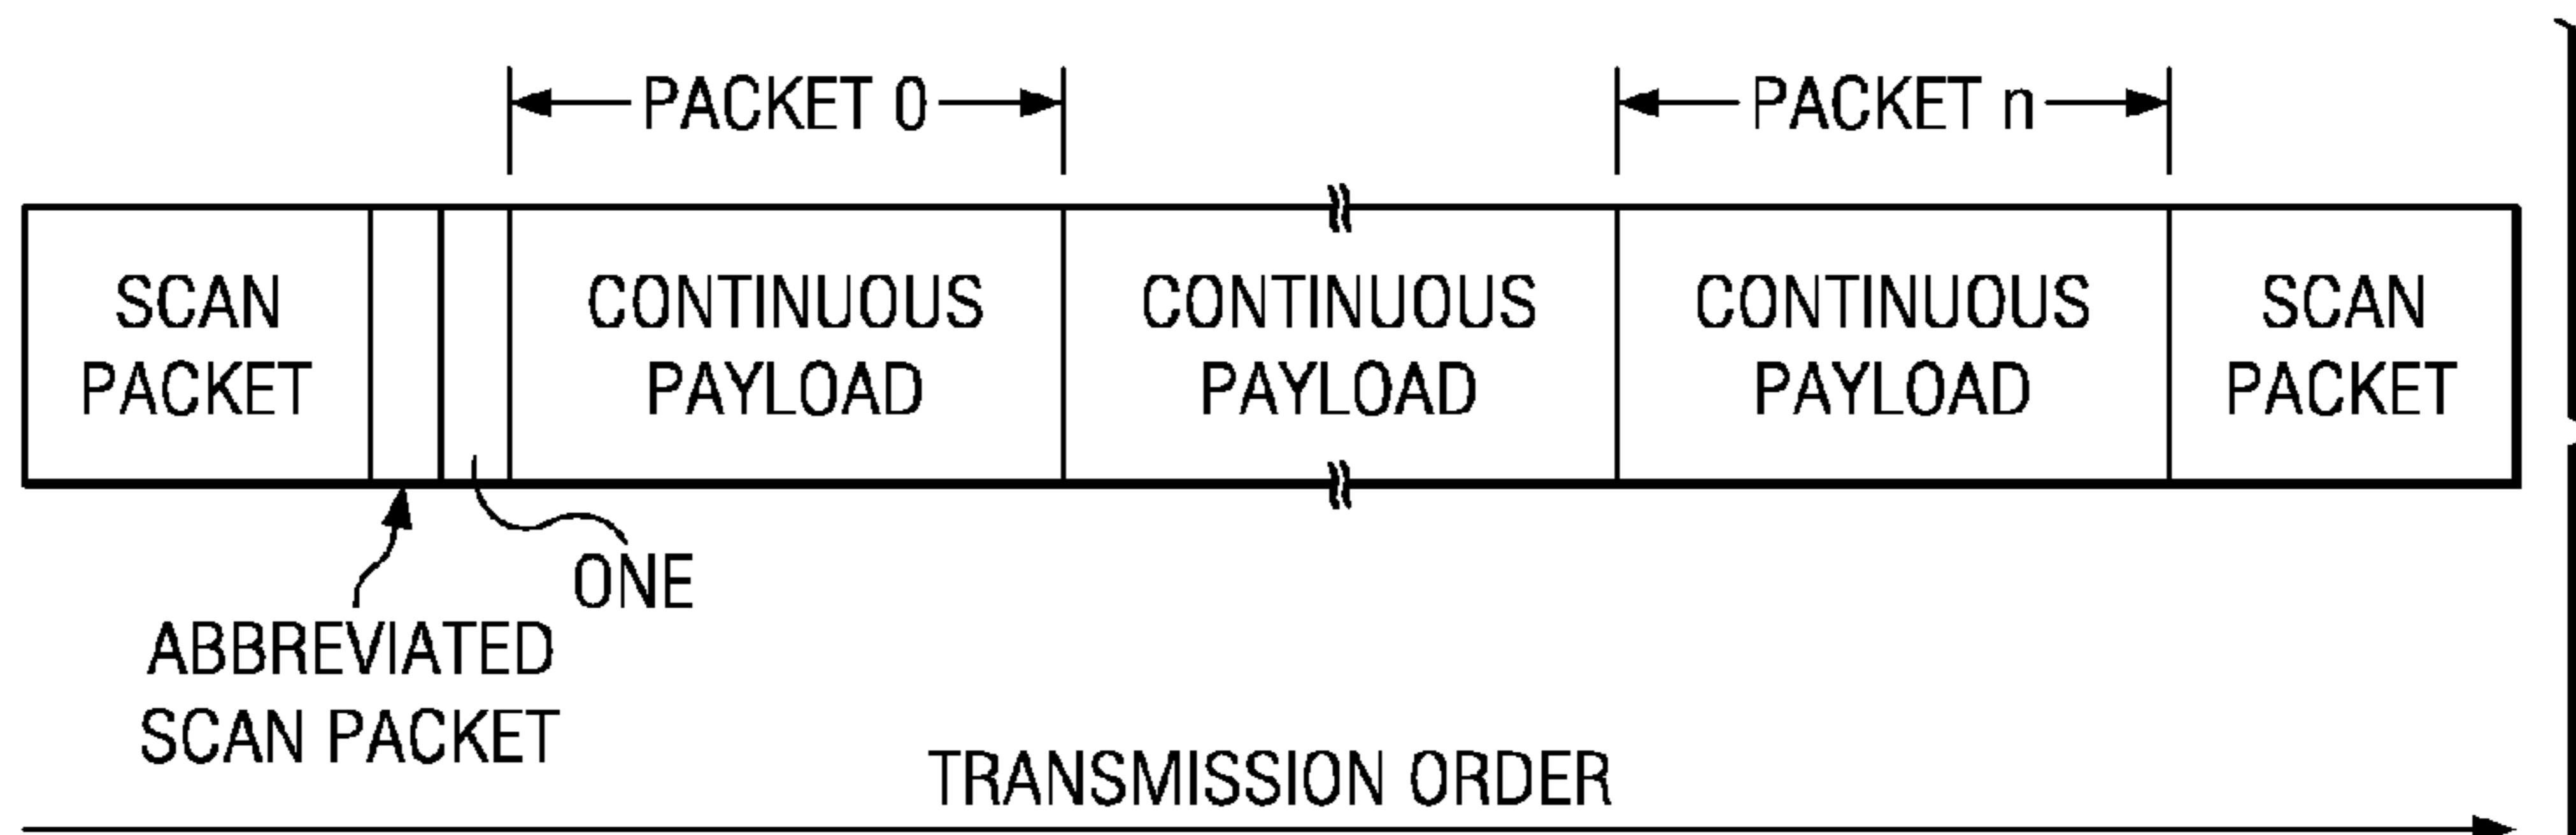 PACKET 0
PACKET n
SCAN
PACKET
CONTINUOUS
PAYLOAD
CONTINUOUS
PAYLOAD
CONTINUOUS
PAYLOAD
SCAN
PACKET
ONE
ABBREVIATED
SCAN PACKET
TRANSMISSION ORDER